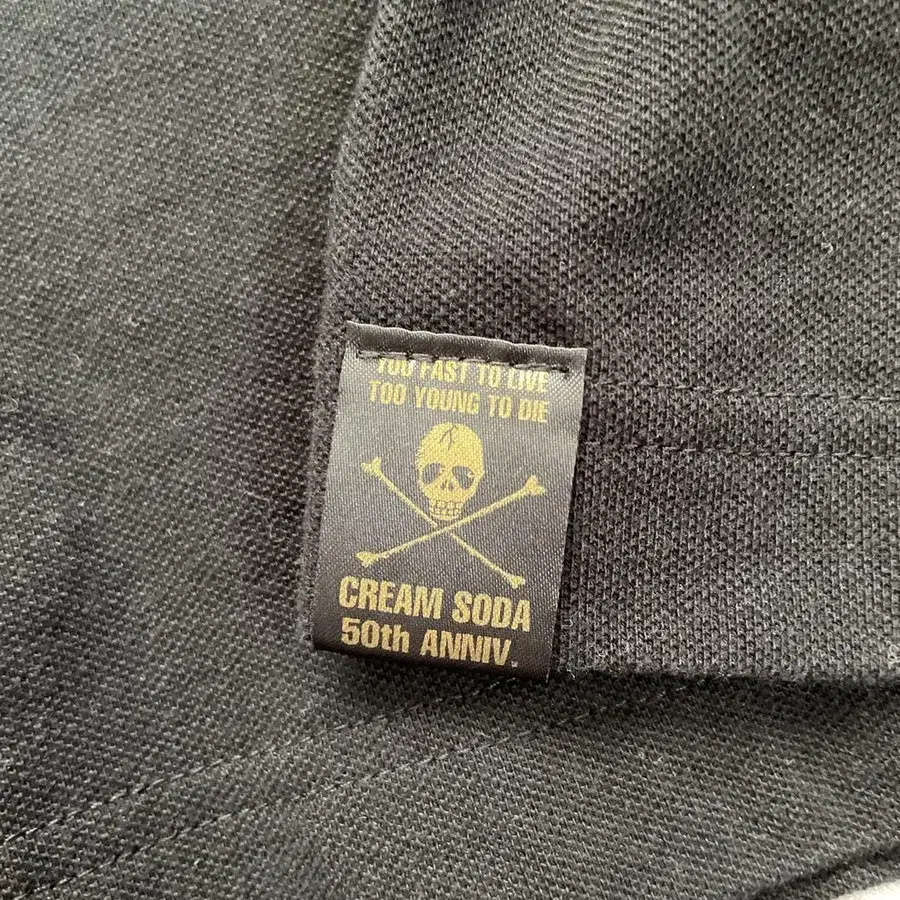 TOO FAST TO LIVE
TOO YOUNG TO DIE
CREAM SODA
50th ANNIV.